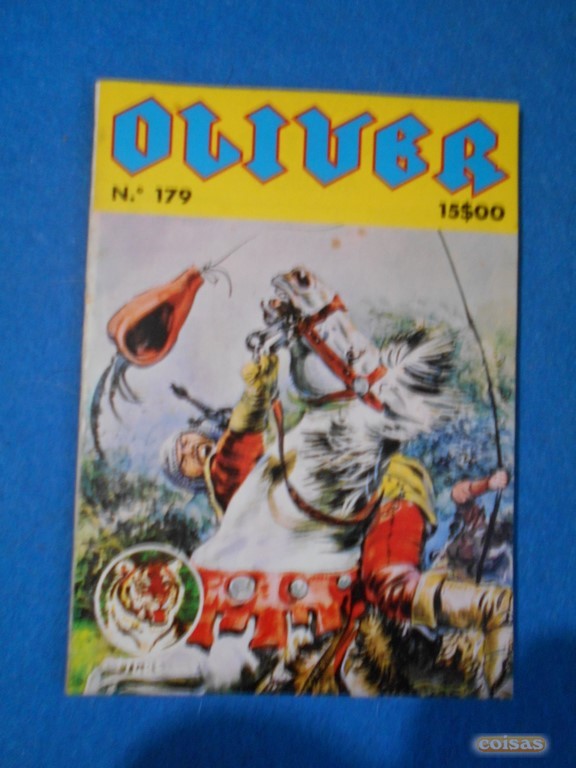 OLIVER
N.º 179
15$00
coisas